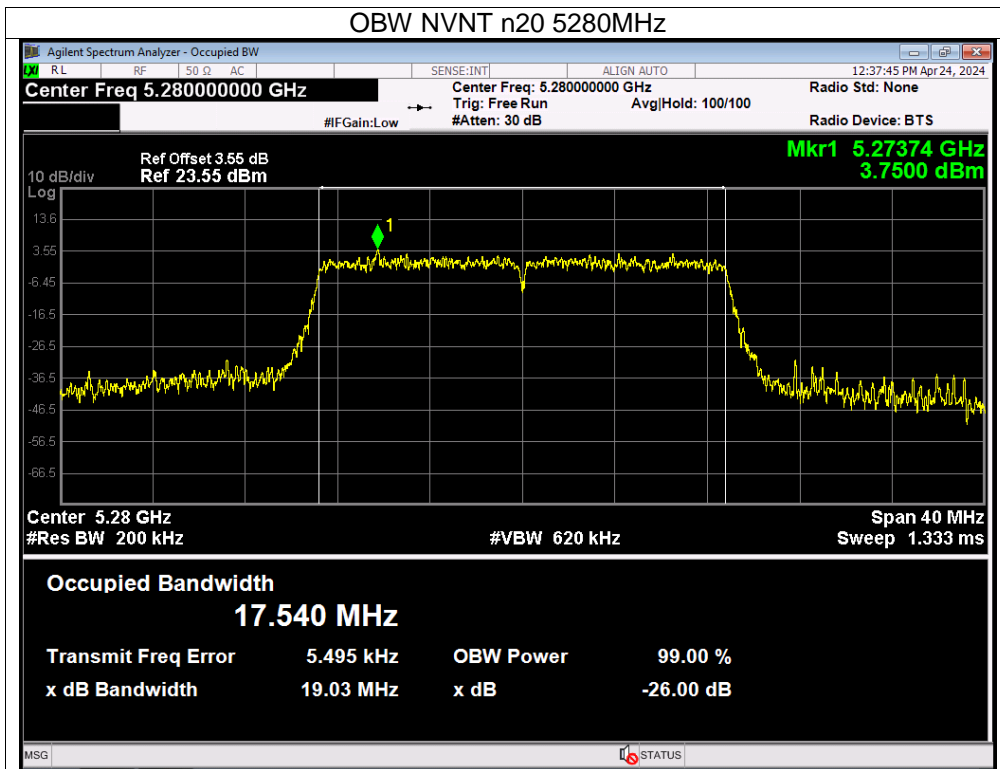 OBW NVNT n20 5280MHz
Agilent Spectrum Analyzer - Occupied BW
LXI RL RF 50 Ω AC SENSE:INT ALIGN AUTO 12:37:45 PM Apr 24, 2024
Center Freq 5.280000000 GHz Center Freq: 5.280000000 GHz Radio Std: None
Trig: Free Run Avg|Hold: 100/100
#IFGain:Low #Atten: 30 dB Radio Device: BTS
Mkr1 5.27374 GHz
3.7500 dBm
Ref Offset 3.55 dB
10 dB/div Ref 23.55 dBm
Log
13.6
1
3.55
-6.45
-16.5
-26.5
-36.5
-46.5
-56.5
-66.5
Center 5.28 GHz Span 40 MHz
#Res BW 200 kHz #VBW 620 kHz Sweep 1.333 ms
Occupied Bandwidth
17.540 MHz
Transmit Freq Error 5.495 kHz OBW Power 99.00 %
x dB Bandwidth 19.03 MHz x dB -26.00 dB
MSG STATUS